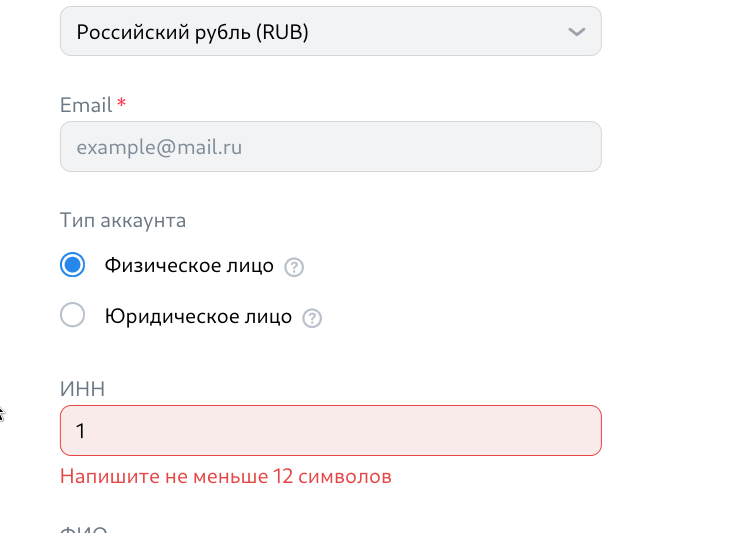 Российский рубль (RUB)
Email *
example@mail.ru
Тип аккаунта
Физическое лицо ?
Юридическое лицо ?
ИНН
1
Напишите не меньше 12 символов
ФИО